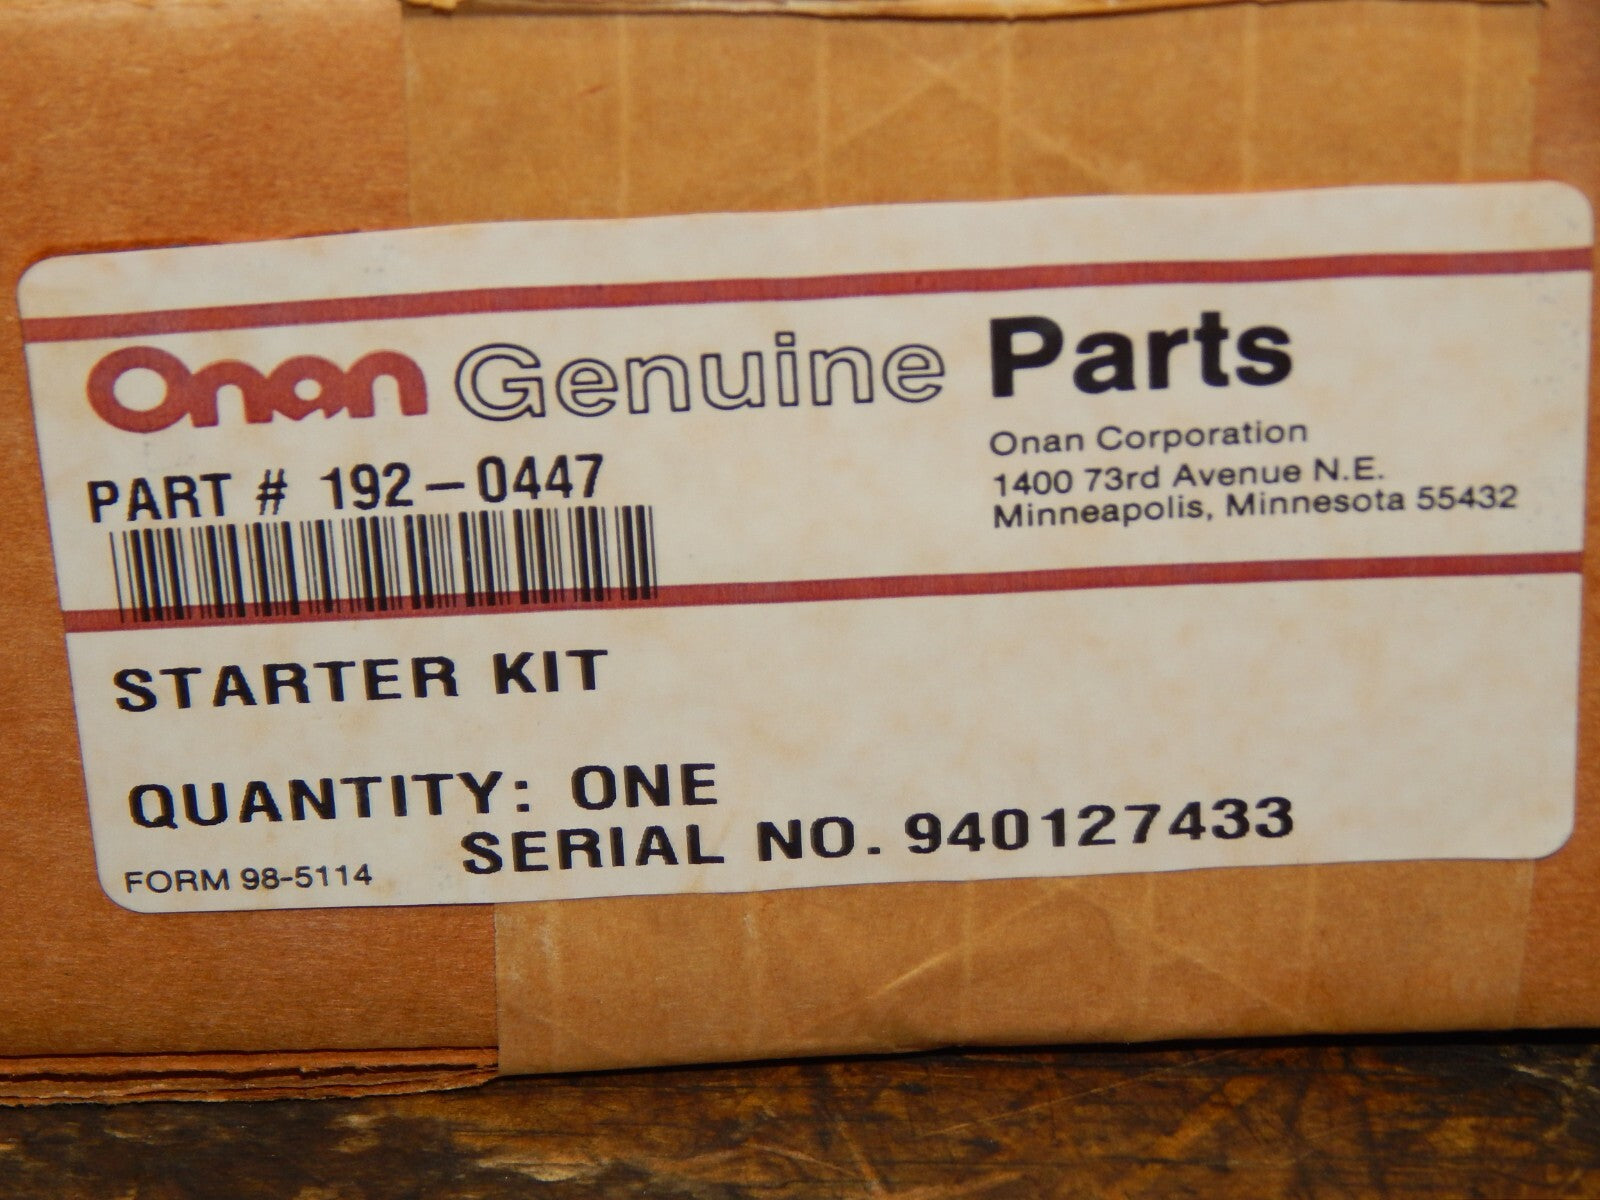 Onan Genuine Parts
Onan Corporation
1400 73rd Avenue N.E.
Minneapolis, Minnesota 55432
PART # 192-0447
STARTER KIT
QUANTITY: ONE
SERIAL NO. 940127433
FORM 98-5114